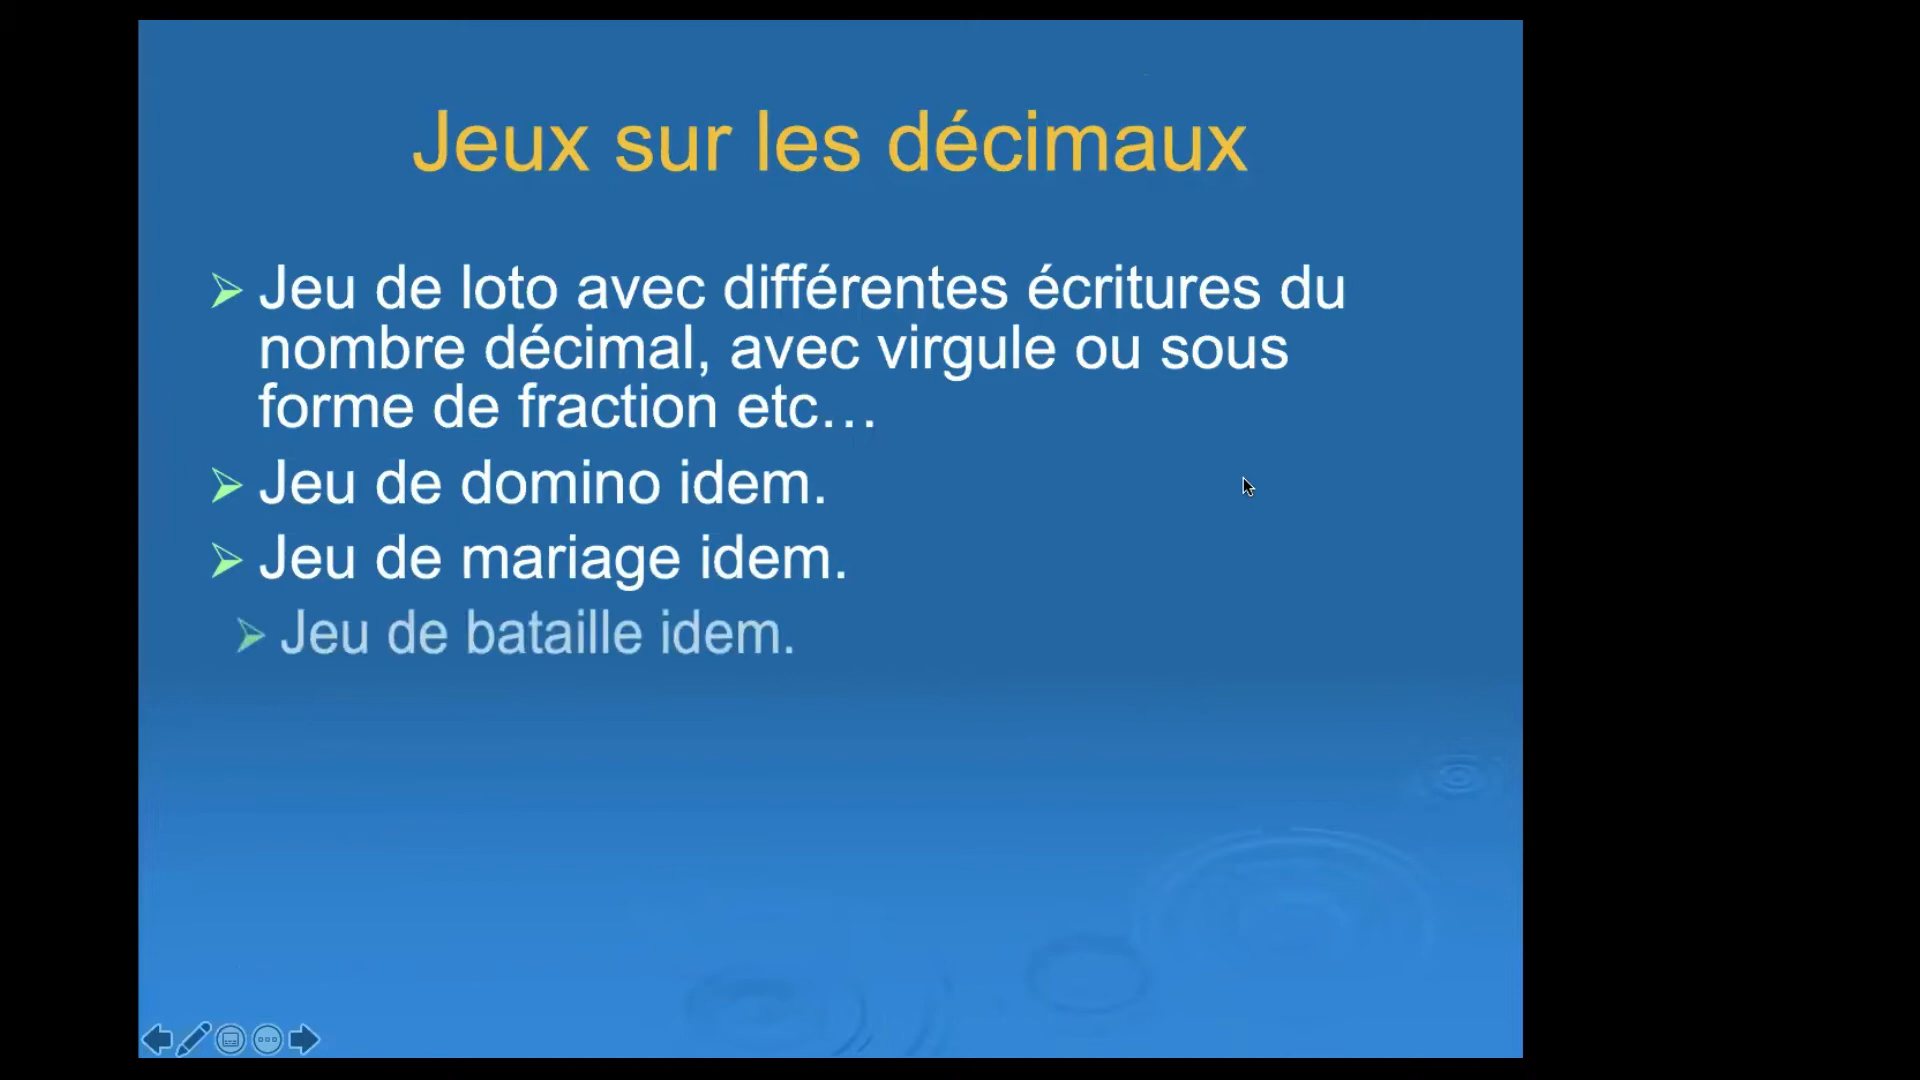 Jeux sur les décimaux
Jeu de loto avec différentes écritures du
nombre décimal, avec virgule ou sous
forme de fraction etc…
Jeu de domino idem.
Jeu de mariage idem.
Jeu de bataille idem.